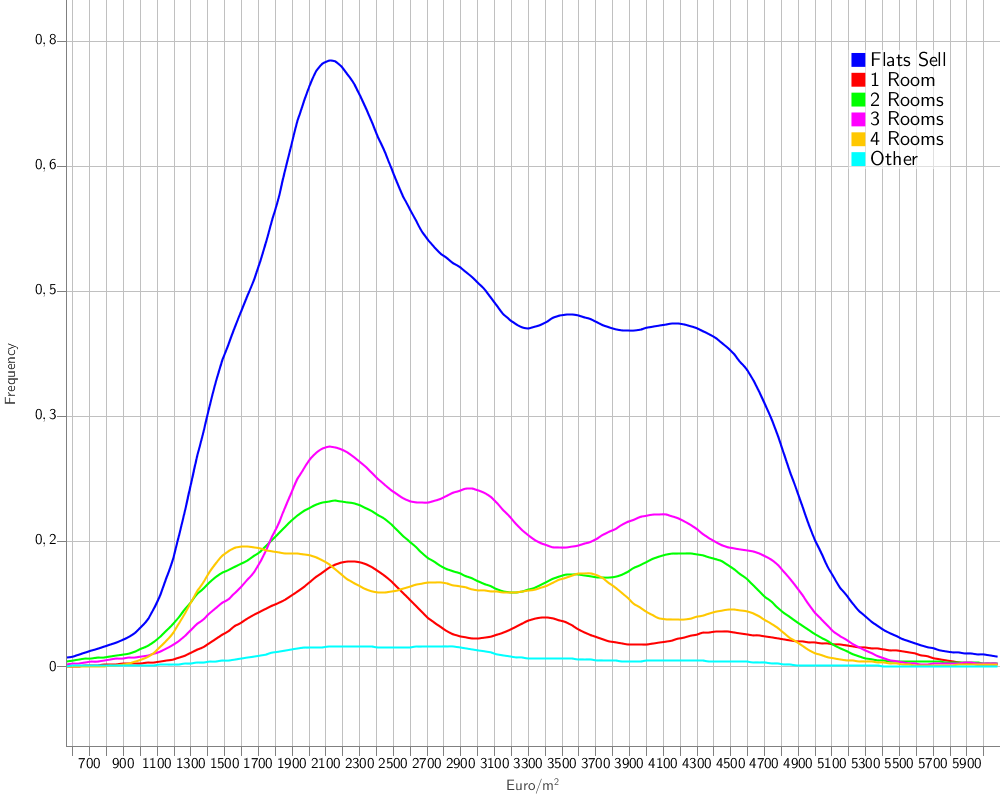 0, 8
0, 6
0, 5
0, 3
0, 2
0
Frequency
Flats Sell
1 Room
2 Rooms
3 Rooms
4 Rooms
Other
700 900 1100 1300 1500 1700 1900 2100 2300 2500 2700 2900 3100 3300 3500 3700 3900 4100 4300 4500 4700 4900 5100 5300 5500 5700 5900
Euro/m²